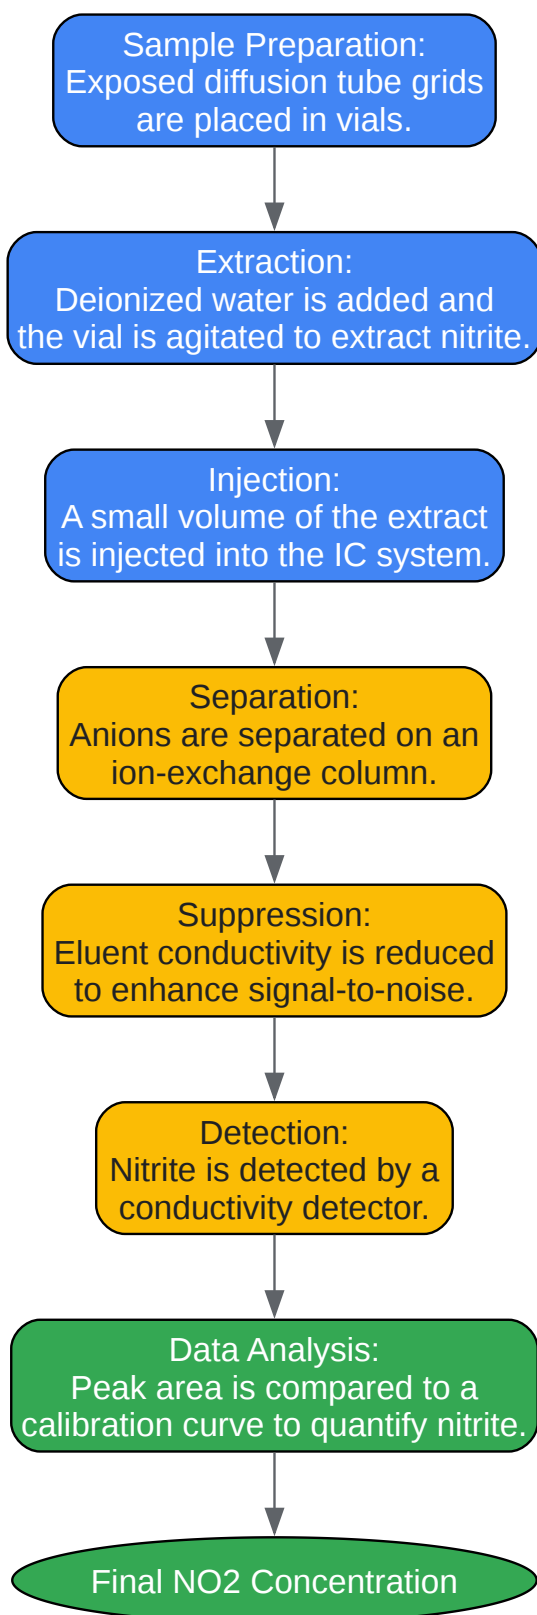 Sample Preparation:
Exposed diffusion tube grids
are placed in vials.
Extraction:
Deionized water is added and
the vial is agitated to extract nitrite.
Injection:
A small volume of the extract
is injected into the IC system.
Separation:
Anions are separated on an
ion-exchange column.
Suppression:
Eluent conductivity is reduced
to enhance signal-to-noise.
Detection:
Nitrite is detected by a
conductivity detector.
Data Analysis:
Peak area is compared to a
calibration curve to quantify nitrite.
Final NO2 Concentration